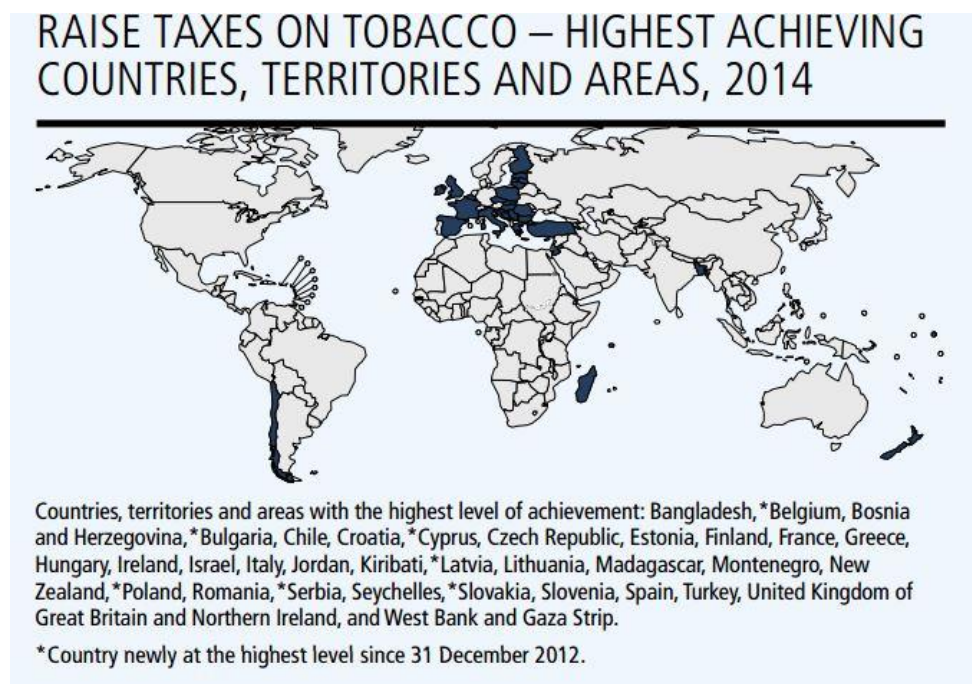 RAISE TAXES ON TOBACCO – HIGHEST ACHIEVING
COUNTRIES, TERRITORIES AND AREAS, 2014
Countries, territories and areas with the highest level of achievement: Bangladesh,*Belgium, Bosnia
and Herzegovina,*Bulgaria, Chile, Croatia,*Cyprus, Czech Republic, Estonia, Finland, France, Greece,
Hungary, Ireland, Israel, Italy, Jordan, Kiribati,*Latvia, Lithuania, Madagascar, Montenegro, New
Zealand,*Poland, Romania,*Serbia, Seychelles,*Slovakia, Slovenia, Spain, Turkey, United Kingdom of
Great Britain and Northern Ireland, and West Bank and Gaza Strip.
*Country newly at the highest level since 31 December 2012.